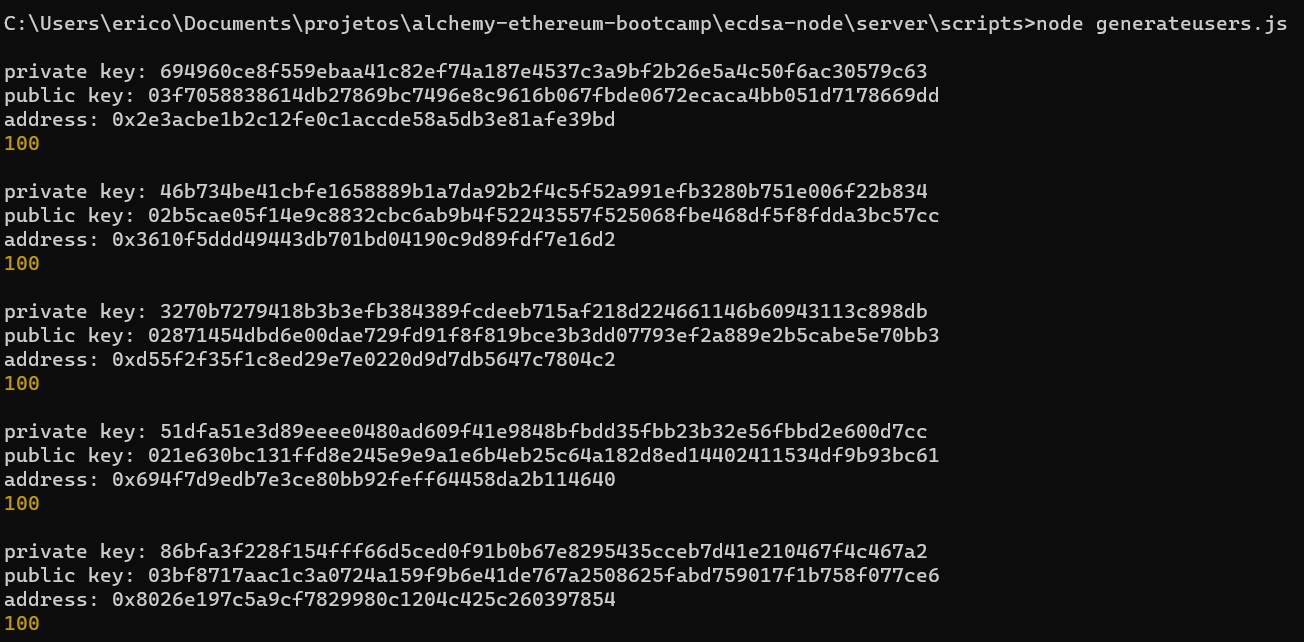 C:\Users\erico\Documents\projetos\alchemy-ethereum-bootcamp\ecdsa-node\server\scripts>node generateusers.js
private key: 694960ce8f559ebaa41c82ef74a187e4537c3a9bf2b26e5a4c50f6ac30579c63
public key: 03f7058838614db27869bc7496e8c9616b067fbde0672ecaca4bb051d7178669dd
address: 0x2e3acbe1b2c12fe0c1accde58a5db3e81afe39bd
100
private key: 46b734be41cbfe1658889b1a7da92b2f4c5f52a991efb3280b751e006f22b834
public key: 02b5cae05f14e9c8832cbc6ab9b4f52243557f525068fbe468df5f8fdda3bc57cc
address: 0x3610f5ddd49443db701bd04190c9d89fdf7e16d2
100
private key: 3270b7279418b3b3efb384389fcdeeb715af218d224661146b60943113c898db
public key: 02871454dbd6e00dae729fd91f8f819bce3b3dd07793ef2a889e2b5cabe5e70bb3
address: 0xd55f2f35f1c8ed29e7e0220d9d7db5647c7804c2
100
private key: 51dfa51e3d89eeee0480ad609f41e9848bfbdd35fbb23b32e56fbbd2e600d7cc
public key: 021e630bc131ffd8e245e9e9a1e6b4eb25c64a182d8ed14402411534df9b93bc61
address: 0x694f7d9edb7e3ce80bb92feff64458da2b114640
100
private key: 86bfa3f228f154fff66d5ced0f91b0b67e8295435cceb7d41e210467f4c467a2
public key: 03bf8717aac1c3a0724a159f9b6e41de767a2508625fabd759017f1b758f077ce6
address: 0x8026e197c5a9cf7829980c1204c425c260397854
100